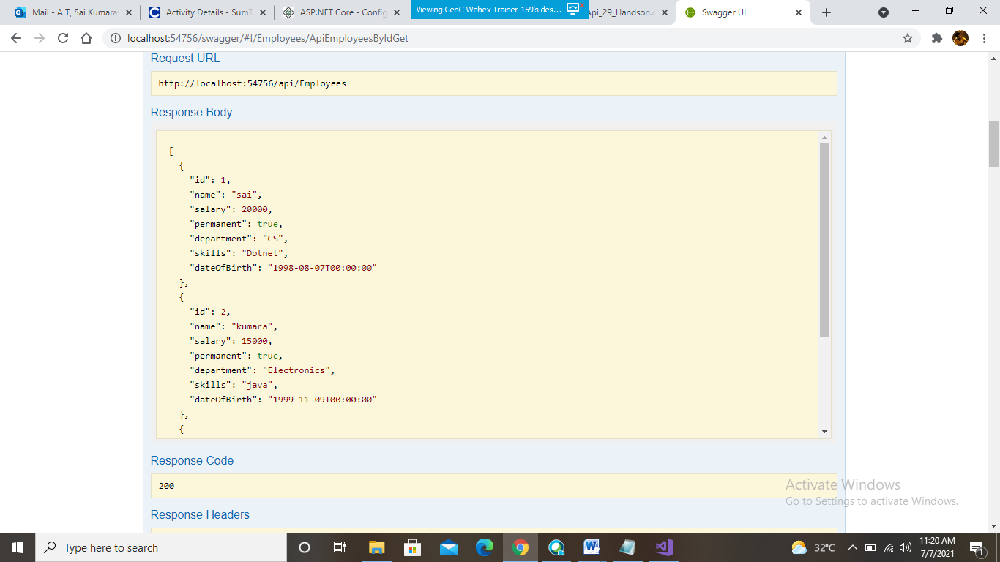 Mail - A T, Sai Kumara
Activity Details - SumT
ASP.NET Core - Config
Viewing GenC Webex Trainer 159's des...
Api_29_Handson.
Swagger UI
localhost:54756/swagger/#!/Employees/ApiEmployeesByIdGet
Request URL
http://localhost:54756/api/Employees
Response Body
[
{
"id": 1,
"name": "sai",
"salary": 20000,
"permanent": true,
"department": "CS",
"skills": "Dotnet",
"dateOfBirth": "1998-08-07T00:00:00"
},
{
"id": 2,
"name": "kumara",
"salary": 15000,
"permanent": true,
"department": "Electronics",
"skills": "java",
"dateOfBirth": "1999-11-09T00:00:00"
},
{
Response Code
200
Activate Windows
Go to Settings to activate Windows.
Response Headers
Type here to search
32°C
11:20 AM
7/7/2021
1